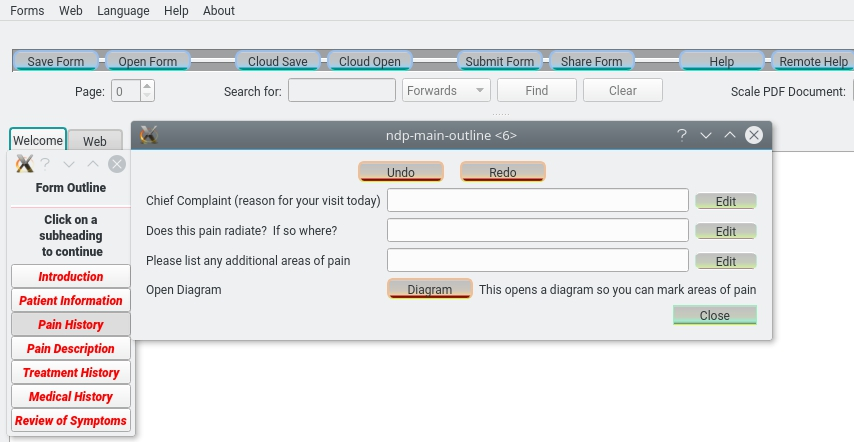 Forms Web Language Help About
Save Form Open Form Cloud Save Cloud Open Submit Form Share Form Help Remote Help
Page: 0 Search for: Forwards Find Clear Scale PDF Document:
Welcome Web
ndp-main-outline <6>
Form Outline
Click on a
subheading
to continue
Introduction
Patient Information
Pain History
Pain Description
Treatment History
Medical History
Review of Symptoms
Undo Redo
Chief Complaint (reason for your visit today) Edit
Does this pain radiate? If so where? Edit
Please list any additional areas of pain Edit
Open Diagram Diagram This opens a diagram so you can mark areas of pain
Close